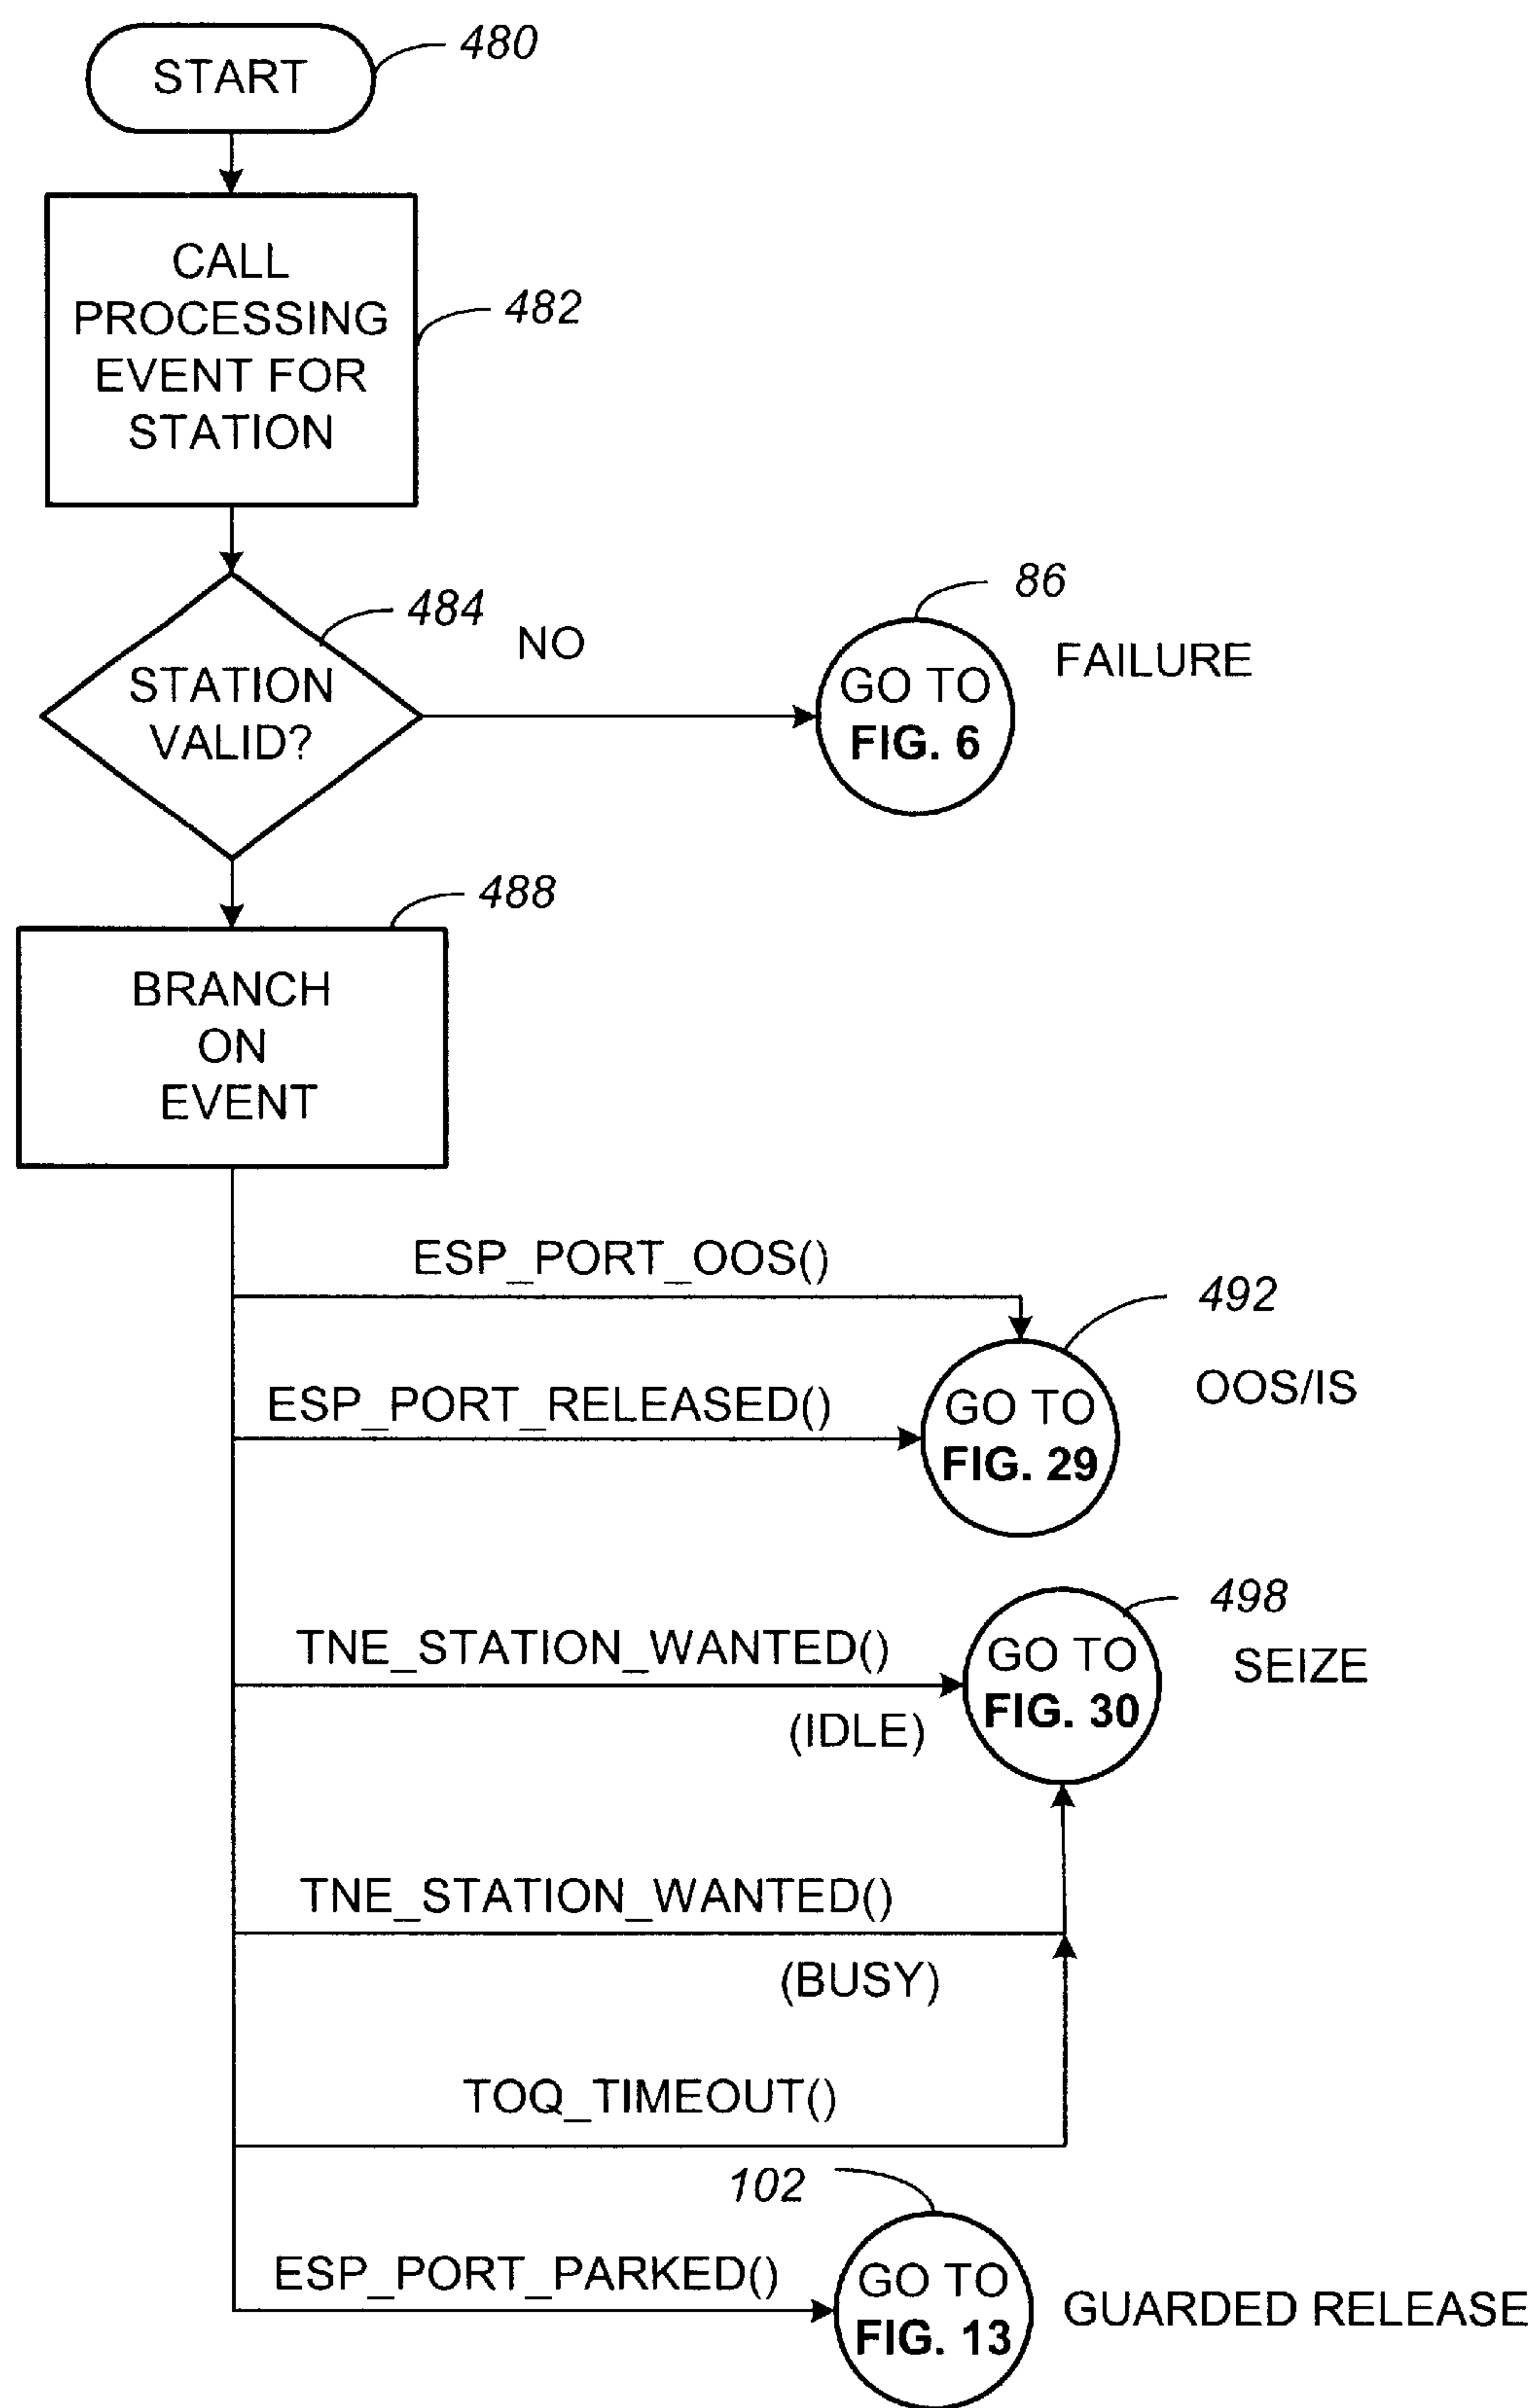 START
480
CALL
PROCESSING
EVENT FOR
STATION
482
484
STATION
VALID?
NO
86
GO TO
FIG. 6
FAILURE
488
BRANCH
ON
EVENT
ESP_PORT_OOS()
492
ESP_PORT_RELEASED()
GO TO
FIG. 29
OOS/IS
498
TNE_STATION_WANTED()
(IDLE)
GO TO
FIG. 30
SEIZE
TNE_STATION_WANTED()
(BUSY)
TOQ_TIMEOUT()
102
ESP_PORT_PARKED()
GO TO
FIG. 13
GUARDED RELEASE